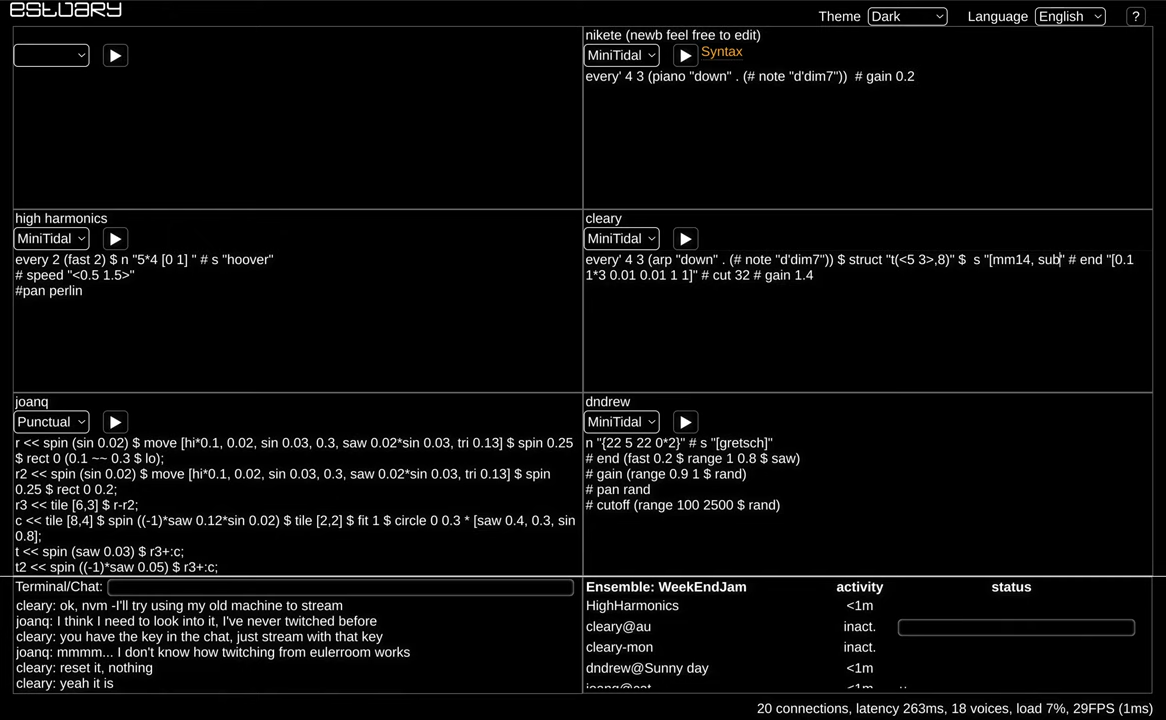 estuary
Theme Dark Language English ?
nikete (newb feel free to edit)
MiniTidal Syntax
every' 4 3 (piano "down" . (# note "d'dim7"))  # gain 0.2
high harmonics
MiniTidal
every 2 (fast 2) $ n "5*4 [0 1] " # s "hoover"
# speed "<0.5 1.5>"
#pan perlin
cleary
MiniTidal
every' 4 3 (arp "down" . (# note "d'dim7")) $ struct "t(<5 3>,8)" $  s "[mm14, sub" # end "[0.1
1*3 0.01 0.01 1 1]" # cut 32 # gain 1.4
joanq
Punctual
r << spin (sin 0.02) $ move [hi*0.1, 0.02, sin 0.03, 0.3, saw 0.02*sin 0.03, tri 0.13] $ spin 0.25
$ rect 0 (0.1 ~~ 0.3 $ lo);
r2 << spin (sin 0.02) $ move [hi*0.1, 0.02, sin 0.03, 0.3, saw 0.02*sin 0.03, tri 0.13] $ spin
0.25 $ rect 0 0.2;
r3 << tile [6,3] $ r-r2;
c << tile [8,4] $ spin ((-1)*saw 0.12*sin 0.02) $ tile [2,2] $ fit 1 $ circle 0 0.3 * [saw 0.4, 0.3, sin
0.8];
t << spin (saw 0.03) $ r3+:c;
t2 << spin ((-1)*saw 0.05) $ r3+:c;
dndrew
MiniTidal
n "{22 5 22 0*2}" # s "[gretsch]"
# end (fast 0.2 $ range 1 0.8 $ saw)
# gain (range 0.9 1 $ rand)
# pan rand
# cutoff (range 100 2500 $ rand)
Terminal/Chat:
cleary: ok, nvm -I'll try using my old machine to stream
joanq: I think I need to look into it, I've never twitched before
cleary: you have the key in the chat, just stream with that key
joanq: mmmm... I don't know how twitching from eulerroom works
cleary: reset it, nothing
cleary: yeah it is
Ensemble: WeekEndJam activity status
HighHarmonics <1m
cleary@au inact.
cleary-mon inact.
dndrew@Sunny day <1m
joanq@cat <1m
20 connections, latency 263ms, 18 voices, load 7%, 29FPS (1ms)